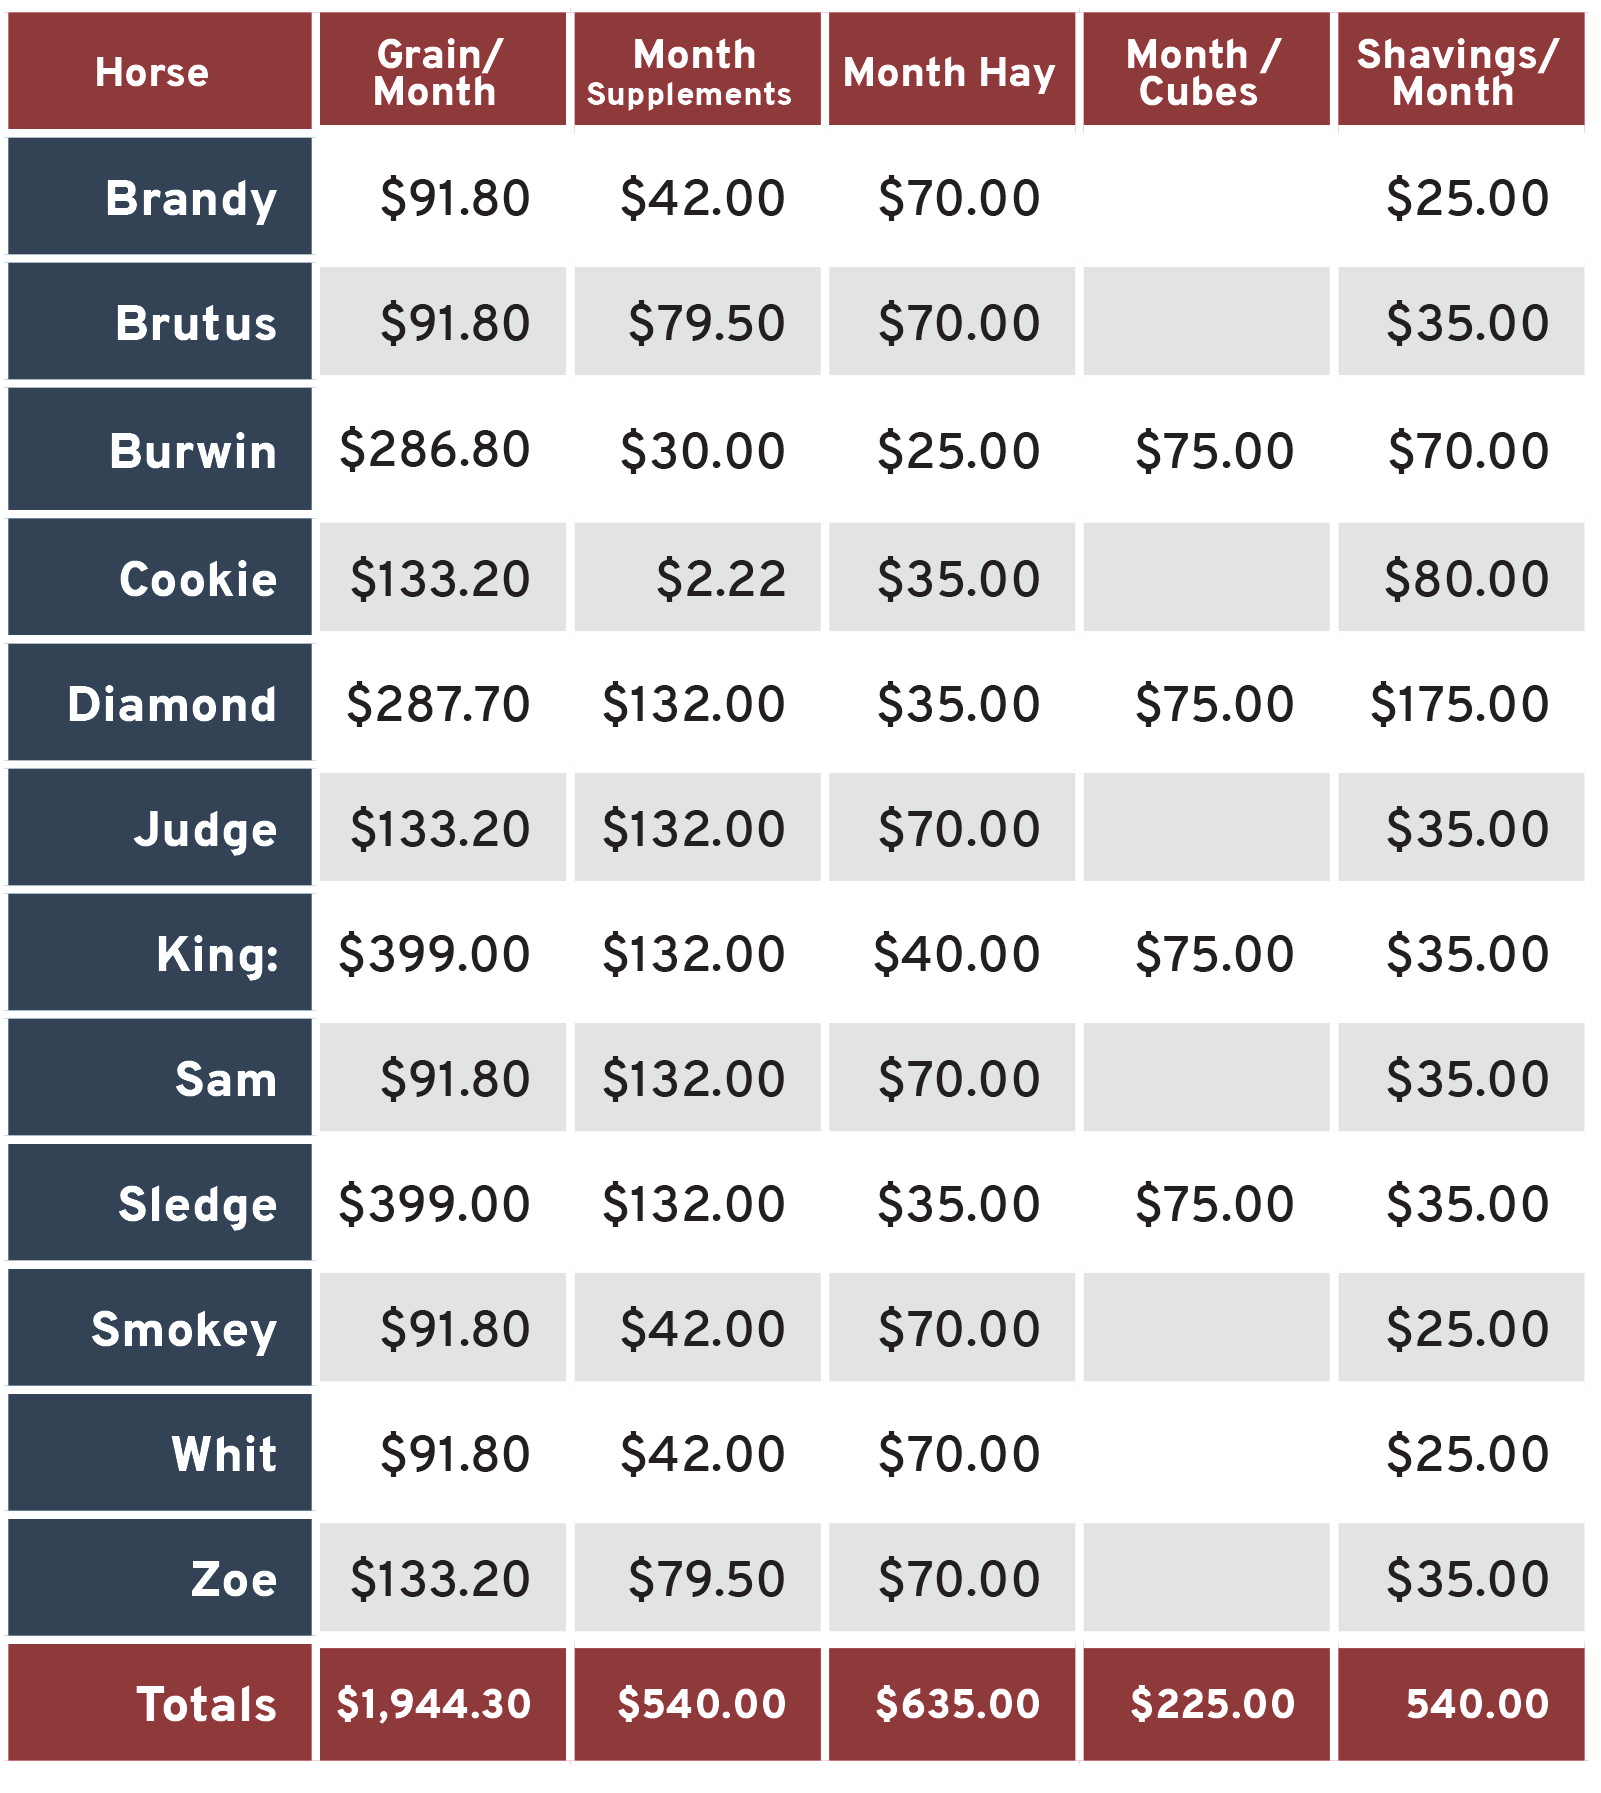 Horse Grain/ Month Month Supplements Month Hay Month / Cubes Shavings/ Month
Brandy $91.80 $42.00 $70.00 $25.00
Brutus $91.80 $79.50 $70.00 $35.00
Burwin $286.80 $30.00 $25.00 $75.00 $70.00
Cookie $133.20 $2.22 $35.00 $80.00
Diamond $287.70 $132.00 $35.00 $75.00 $175.00
Judge $133.20 $132.00 $70.00 $35.00
King: $399.00 $132.00 $40.00 $75.00 $35.00
Sam $91.80 $132.00 $70.00 $35.00
Sledge $399.00 $132.00 $35.00 $75.00 $35.00
Smokey $91.80 $42.00 $70.00 $25.00
Whit $91.80 $42.00 $70.00 $25.00
Zoe $133.20 $79.50 $70.00 $35.00
Totals $1,944.30 $540.00 $635.00 $225.00 540.00